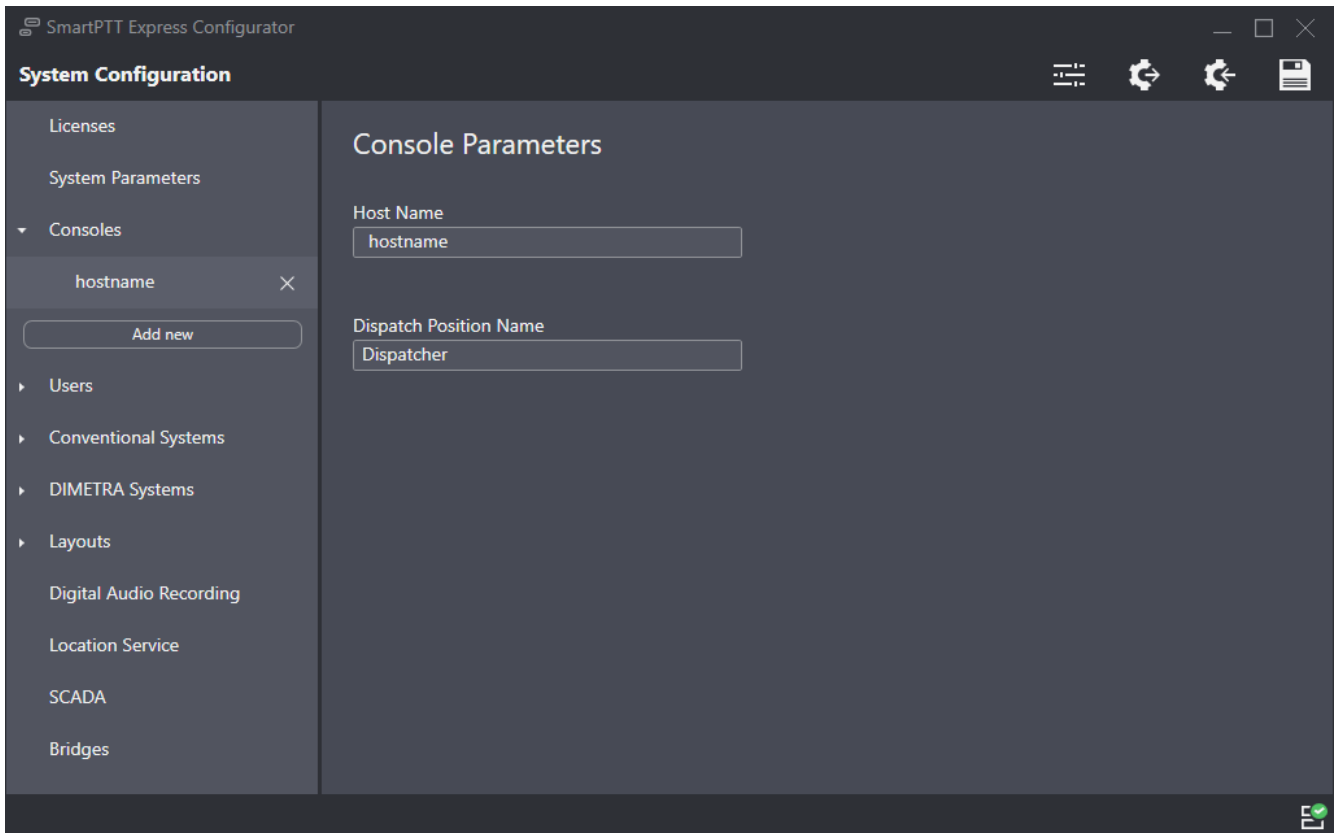 SmartPTT Express Configurator
System Configuration
Licenses
System Parameters
Consoles
hostname
Add new
Users
Conventional Systems
DIMETRA Systems
Layouts
Digital Audio Recording
Location Service
SCADA
Bridges
Console Parameters
Host Name
hostname
Dispatch Position Name
Dispatcher